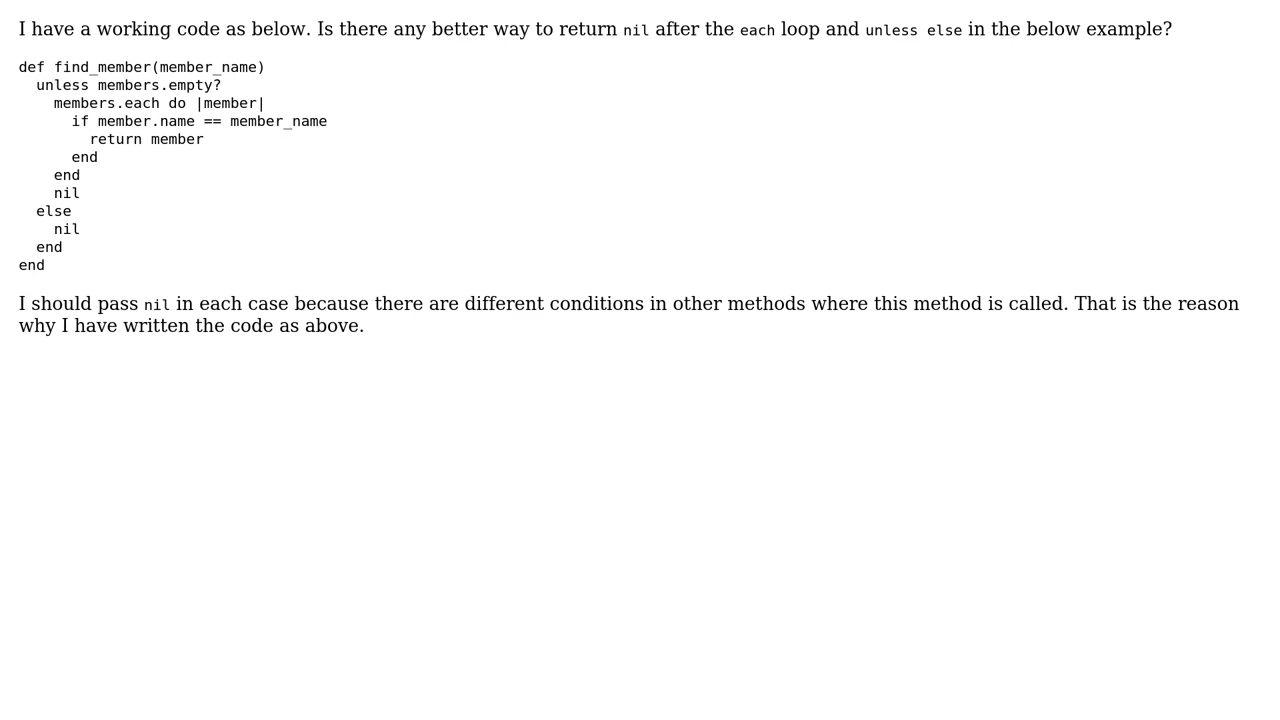 I have a working code as below. Is there any better way to return nil after the each loop and unless else in the below example?
def find_member(member_name)
  unless members.empty?
    members.each do |member|
      if member.name == member_name
        return member
      end
    end
    nil
  else
    nil
  end
end
I should pass nil in each case because there are different conditions in other methods where this method is called. That is the reason
why I have written the code as above.